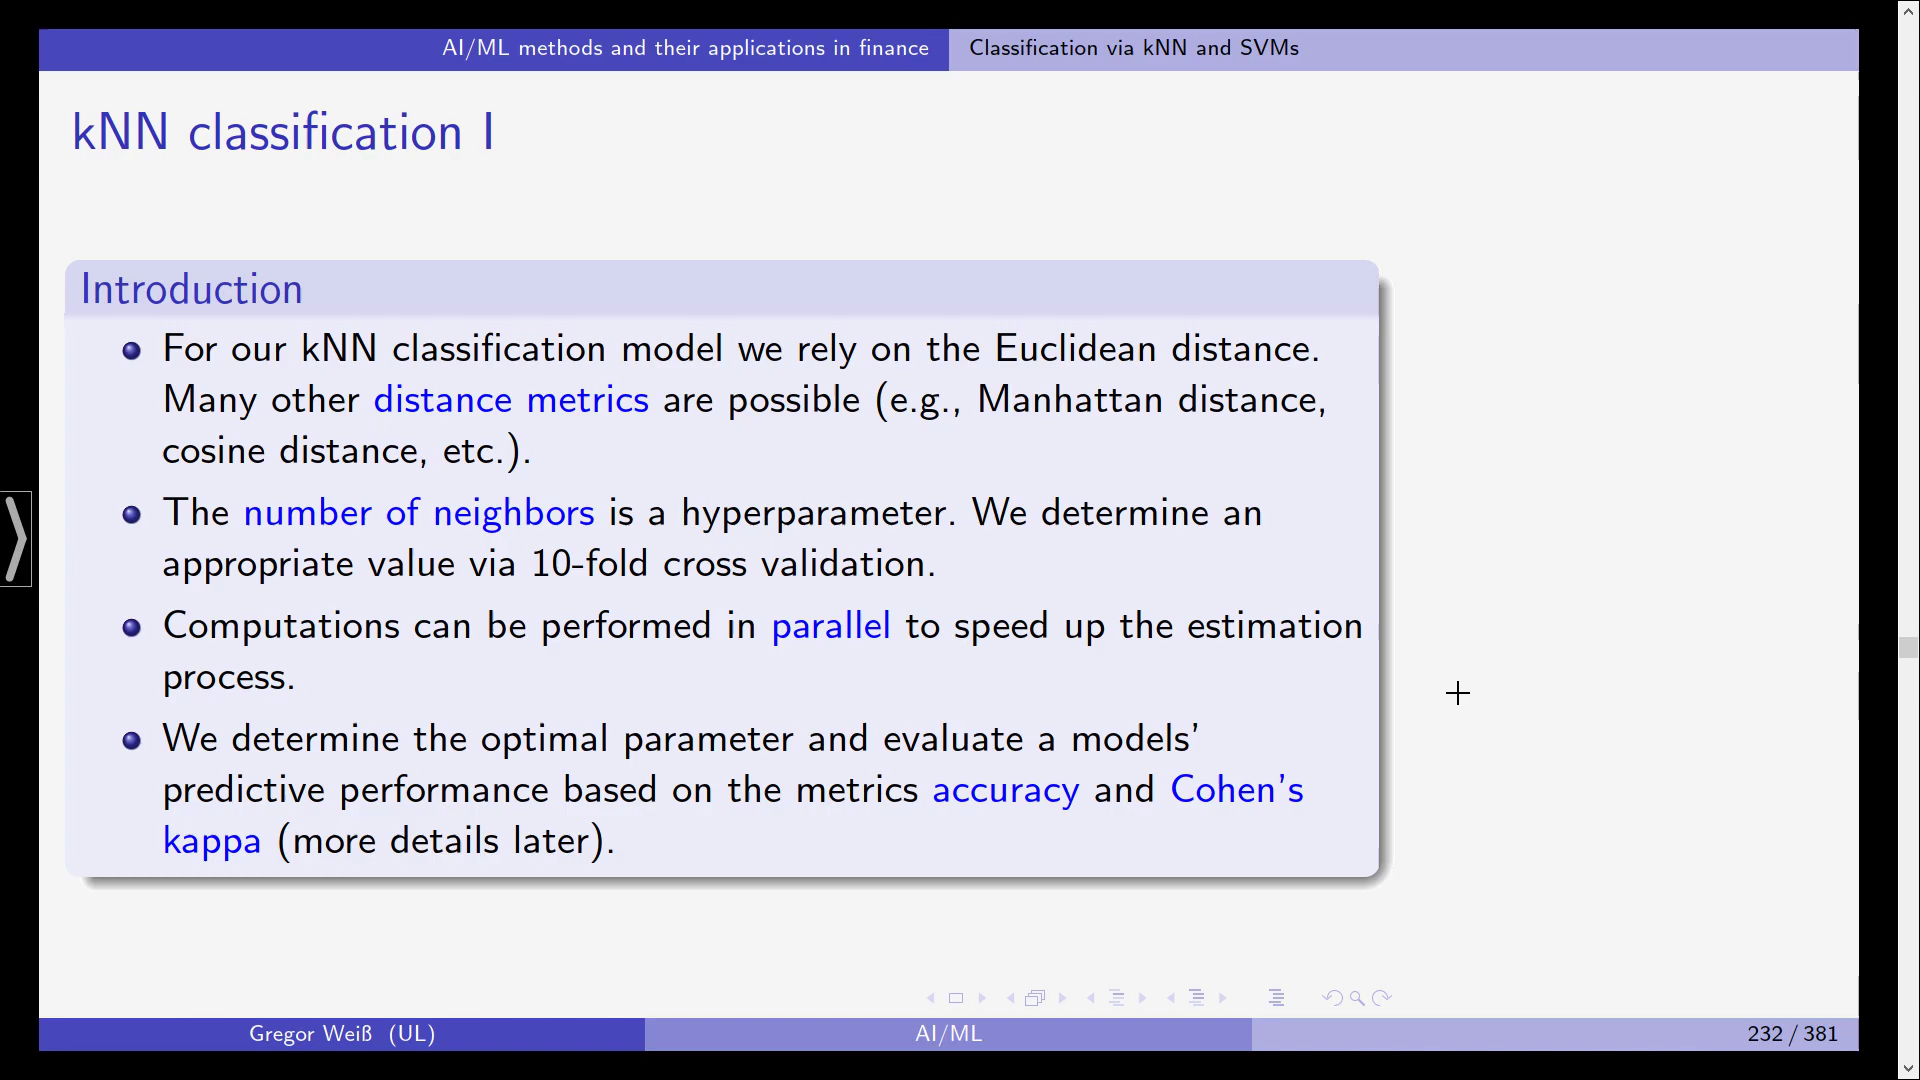 AI/ML methods and their applications in finance
Classification via kNN and SVMs
kNN classification I
Introduction
For our kNN classification model we rely on the Euclidean distance.
Many other distance metrics are possible (e.g., Manhattan distance,
cosine distance, etc.).
The number of neighbors is a hyperparameter. We determine an
appropriate value via 10-fold cross validation.
Computations can be performed in parallel to speed up the estimation
process.
We determine the optimal parameter and evaluate a models'
predictive performance based on the metrics accuracy and Cohen's
kappa (more details later).
Gregor Weiß (UL)
AI/ML
232 / 381